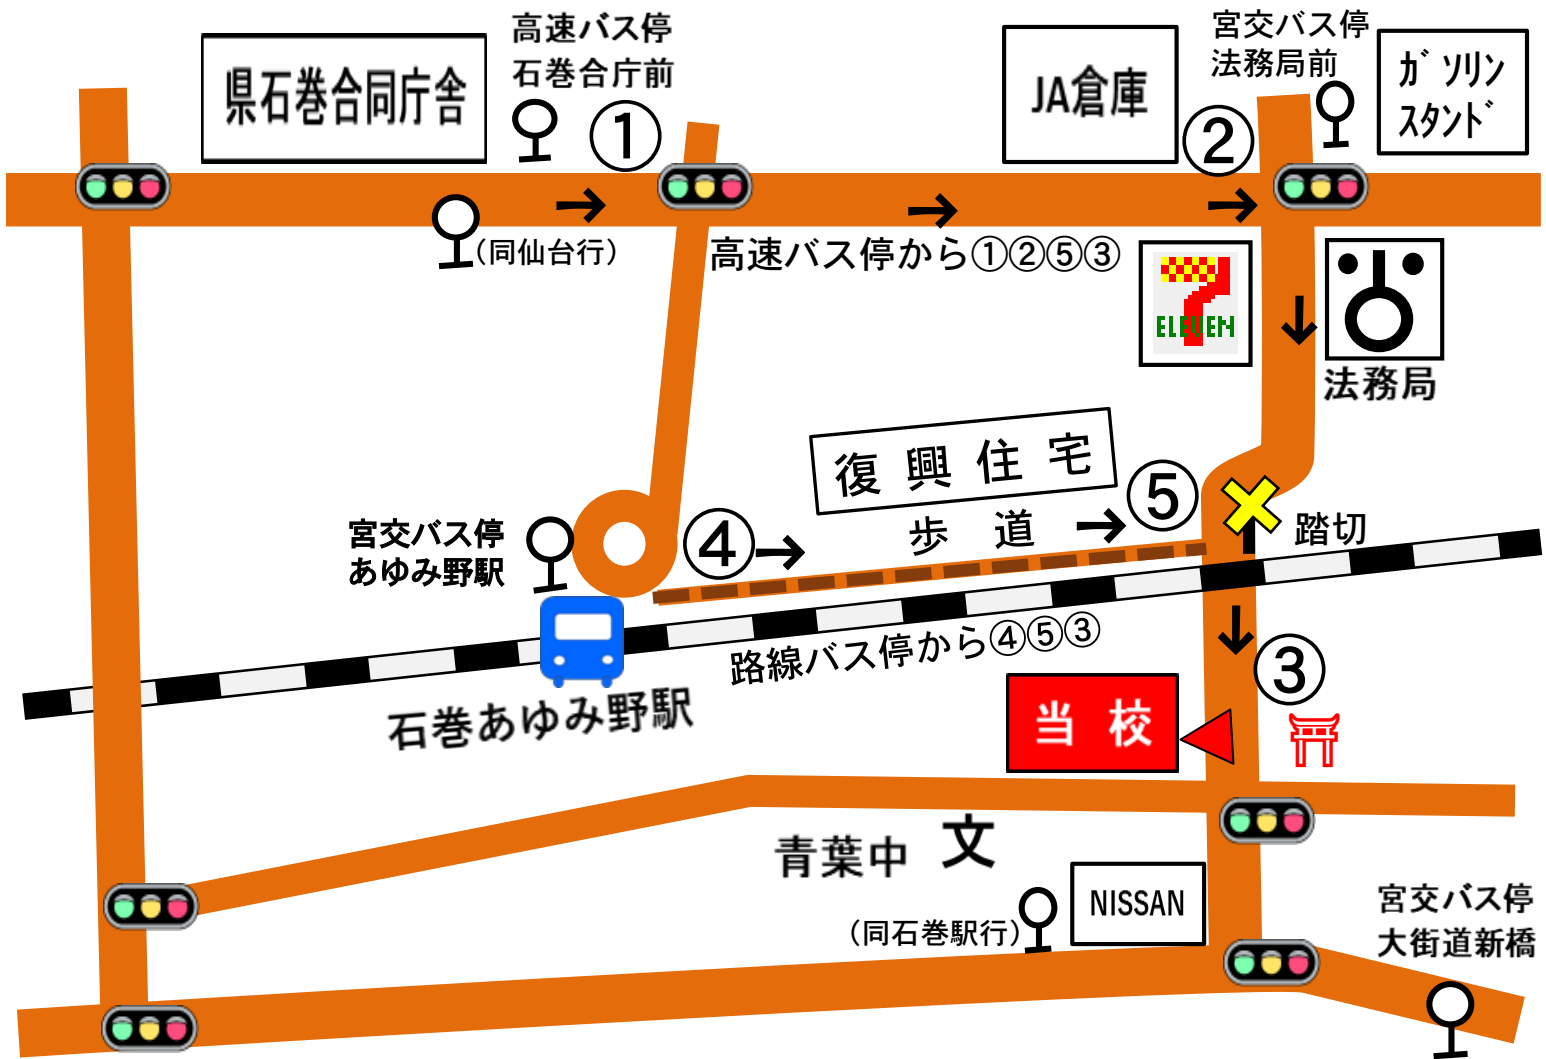 高速バス停
石巻合庁前
県石巻合同庁舎
①
JA倉庫
宮交バス停
法務局前
ガソリン
スタンド
②
(同仙台行)
高速バス停から①②⑤③
7
ELEVEN
法務局
復興住宅
歩道
⑤
踏切
宮交バス停
あゆみ野駅
④
路線バス停から④⑤③
石巻あゆみ野駅
③
当校
青葉中
文
NISSAN
(同石巻駅行)
宮交バス停
大街道新橋